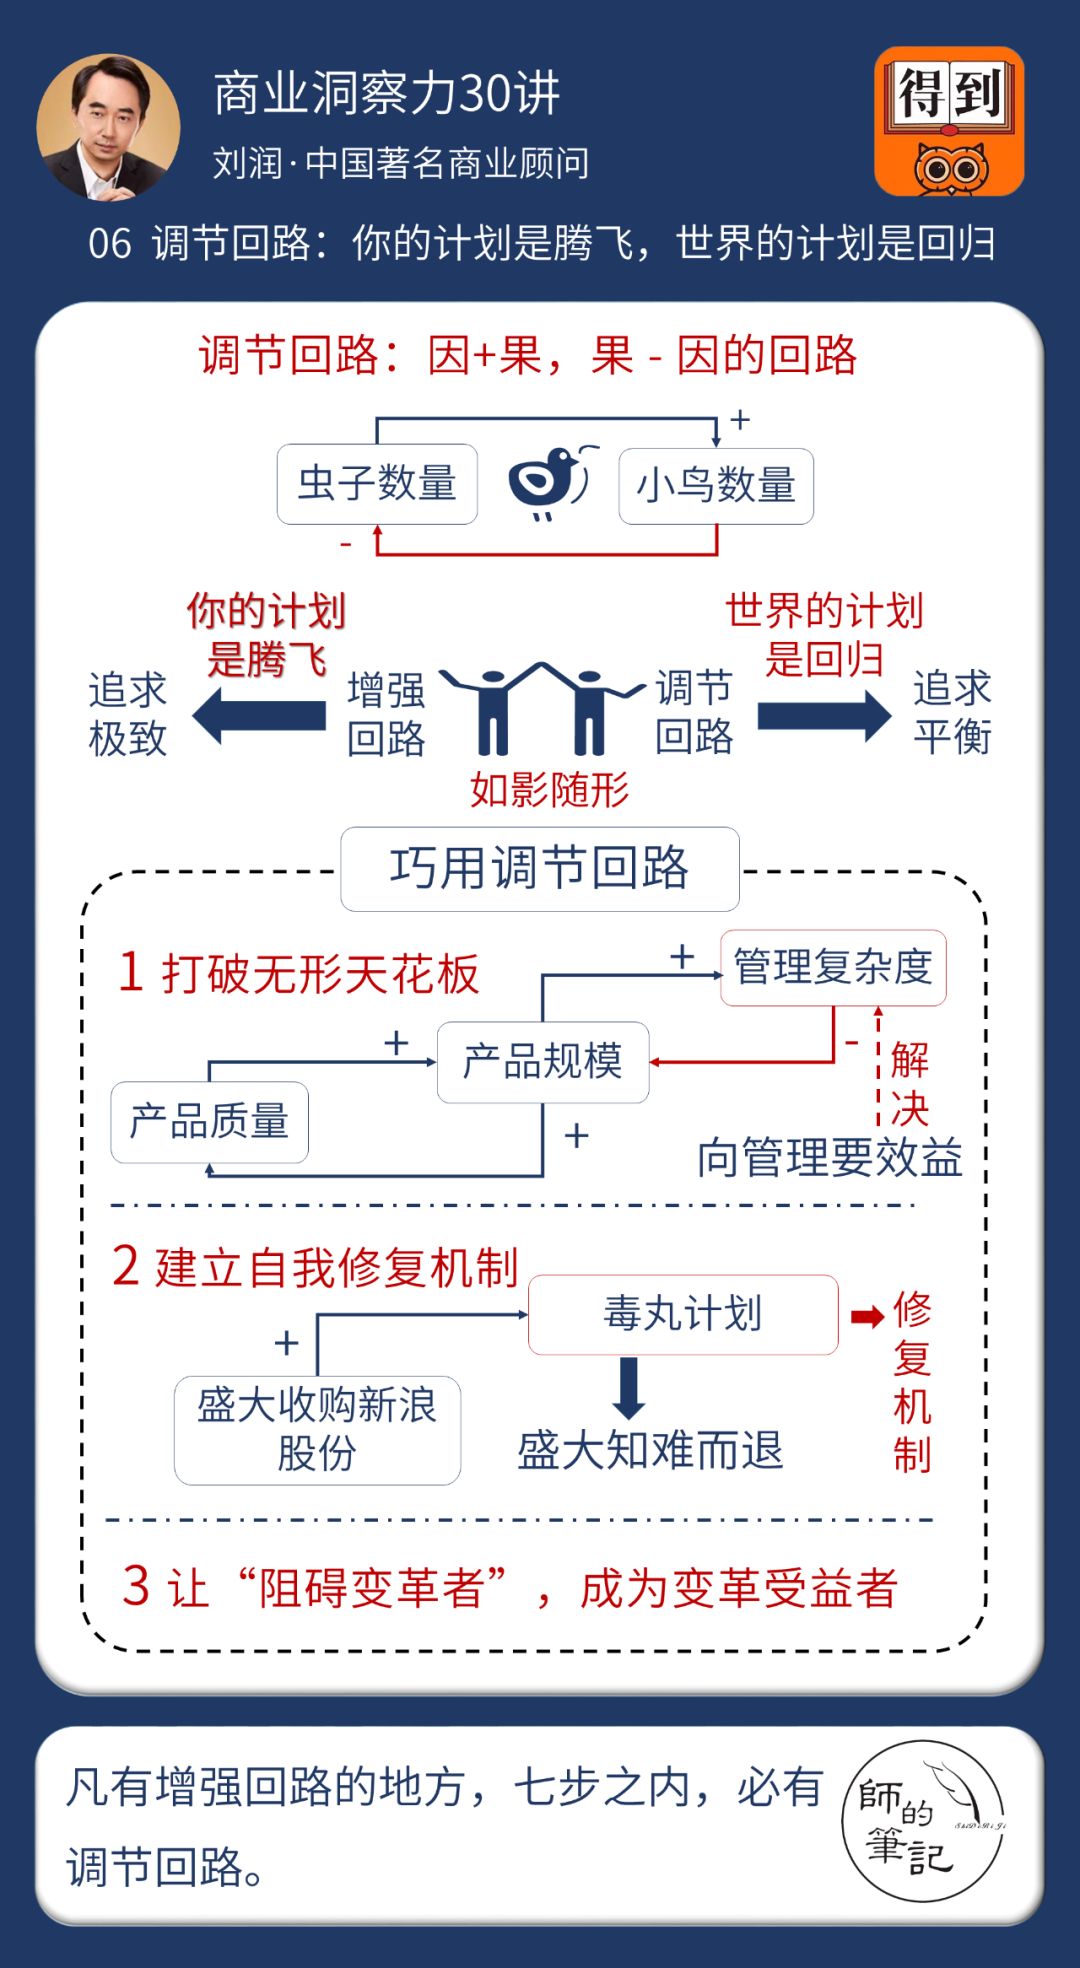 商业洞察力30讲
得到
刘润·中国著名商业顾问
06 调节回路：你的计划是腾飞，世界的计划是回归
调节回路：因+果，果 - 因的回路
+
虫子数量
小鸟数量
-
你的计划
是腾飞
世界的计划
是回归
追求
极致
增强
回路
调节
回路
追求
平衡
如影随形
巧用调节回路
1 打破无形天花板
+
管理复杂度
+
产品规模
-
解
决
产品质量
+
向管理要效益
2 建立自我修复机制
+
毒丸计划
修
复
机
制
盛大收购新浪
股份
盛大知难而退
3 让“阻碍变革者”，成为变革受益者
凡有增强回路的地方，七步之内，必有
调节回路。
師的
筆記
ShiDiBiJi